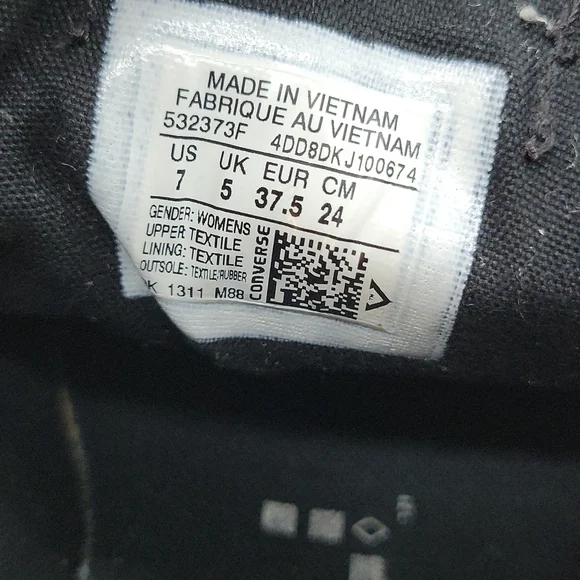 MADE IN VIETNAM
FABRIQUE AU VIETNAM
532373F 4DD8DKJ100674
US UK EUR CM
7 5 37.5 24
GENDER: WOMENS
UPPER TEXTILE
LINING: TEXTILE
OUTSOLE: TEXTILE/RUBBER
1311 M88
CONVERSE